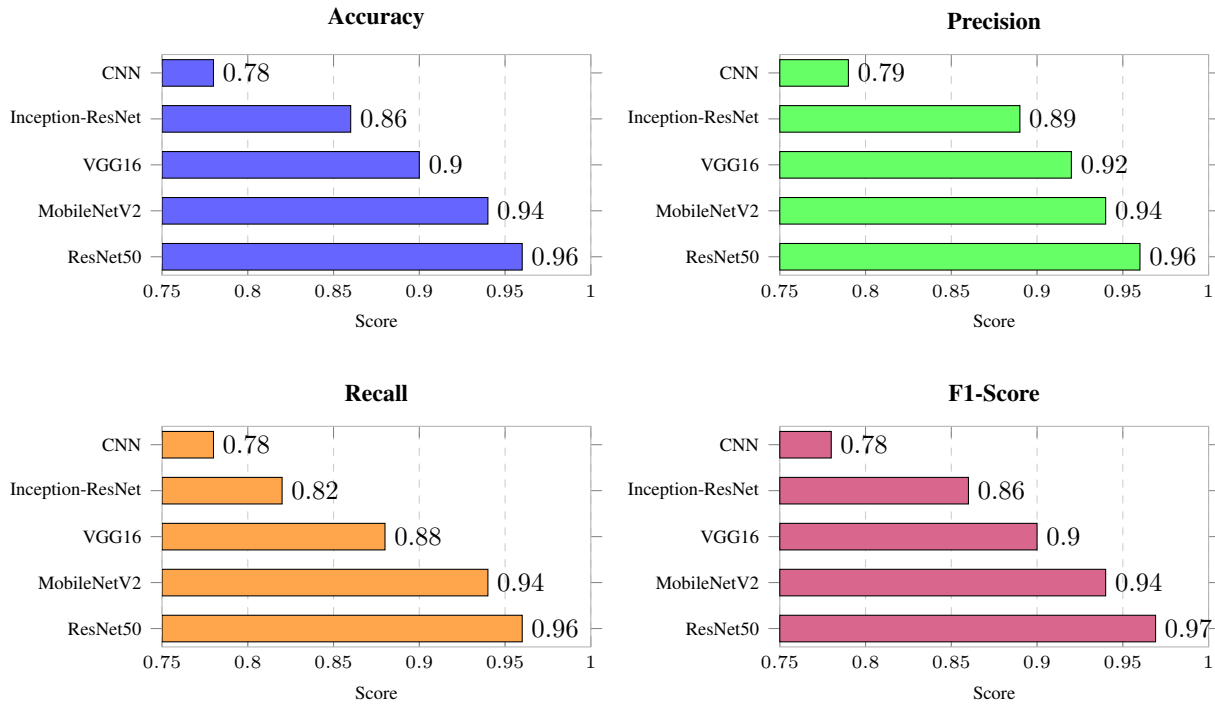 Accuracy
CNN 0.78
Inception-ResNet 0.86
VGG16 0.9
MobileNetV2 0.94
ResNet50 0.96
0.75 0.8 0.85 0.9 0.95 1
Score
Precision
CNN 0.79
Inception-ResNet 0.89
VGG16 0.92
MobileNetV2 0.94
ResNet50 0.96
0.75 0.8 0.85 0.9 0.95 1
Score
Recall
CNN 0.78
Inception-ResNet 0.82
VGG16 0.88
MobileNetV2 0.94
ResNet50 0.96
0.75 0.8 0.85 0.9 0.95 1
Score
F1-Score
CNN 0.78
Inception-ResNet 0.86
VGG16 0.9
MobileNetV2 0.94
ResNet50 0.97
0.75 0.8 0.85 0.9 0.95 1
Score